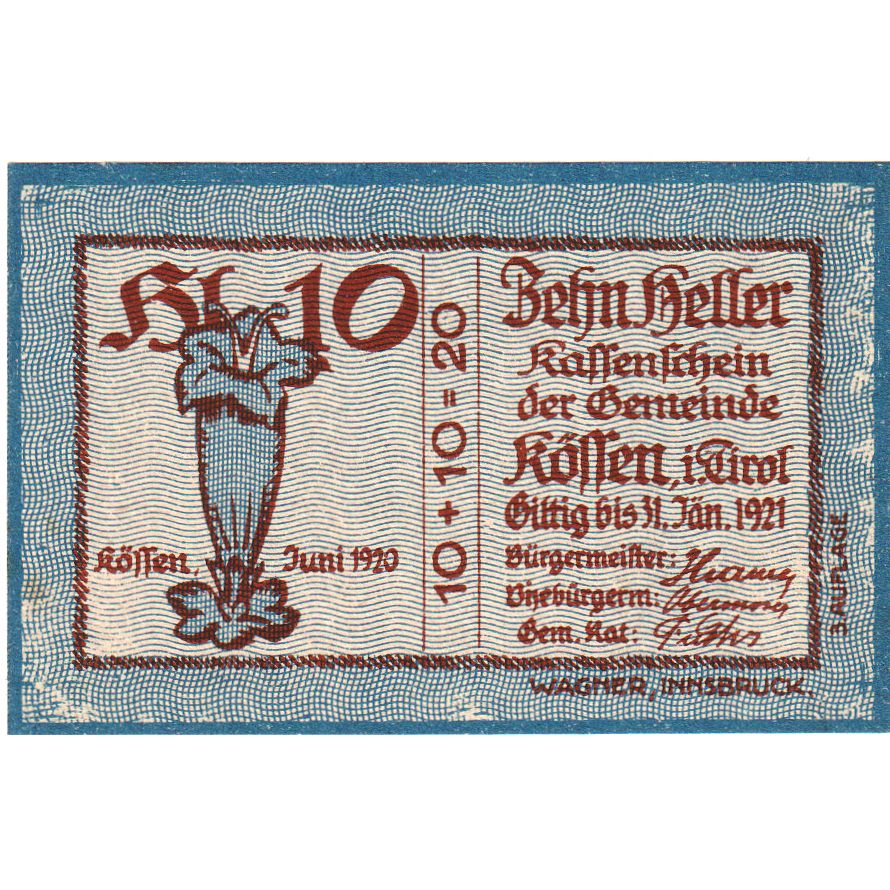 Hl. 10
Kössen, Juni 1920
10 + 10 = 20
Zehn Heller
Kassenschein
der Gemeinde
Kössen, i. Tirol
Giltig bis 31. Jän. 1921
Bürgermeister:
Vizebürgerm:
Gem. Rat:
3. AUFLAGE
WAGNER, INNSBRUCK.